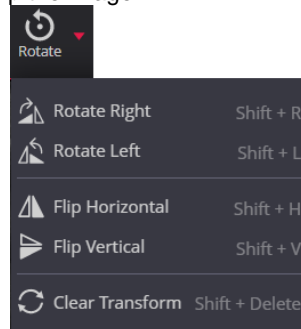 Rotate
Rotate Right Shift + R
Rotate Left Shift + L
Flip Horizontal Shift + H
Flip Vertical Shift + V
Clear Transform Shift + Delete